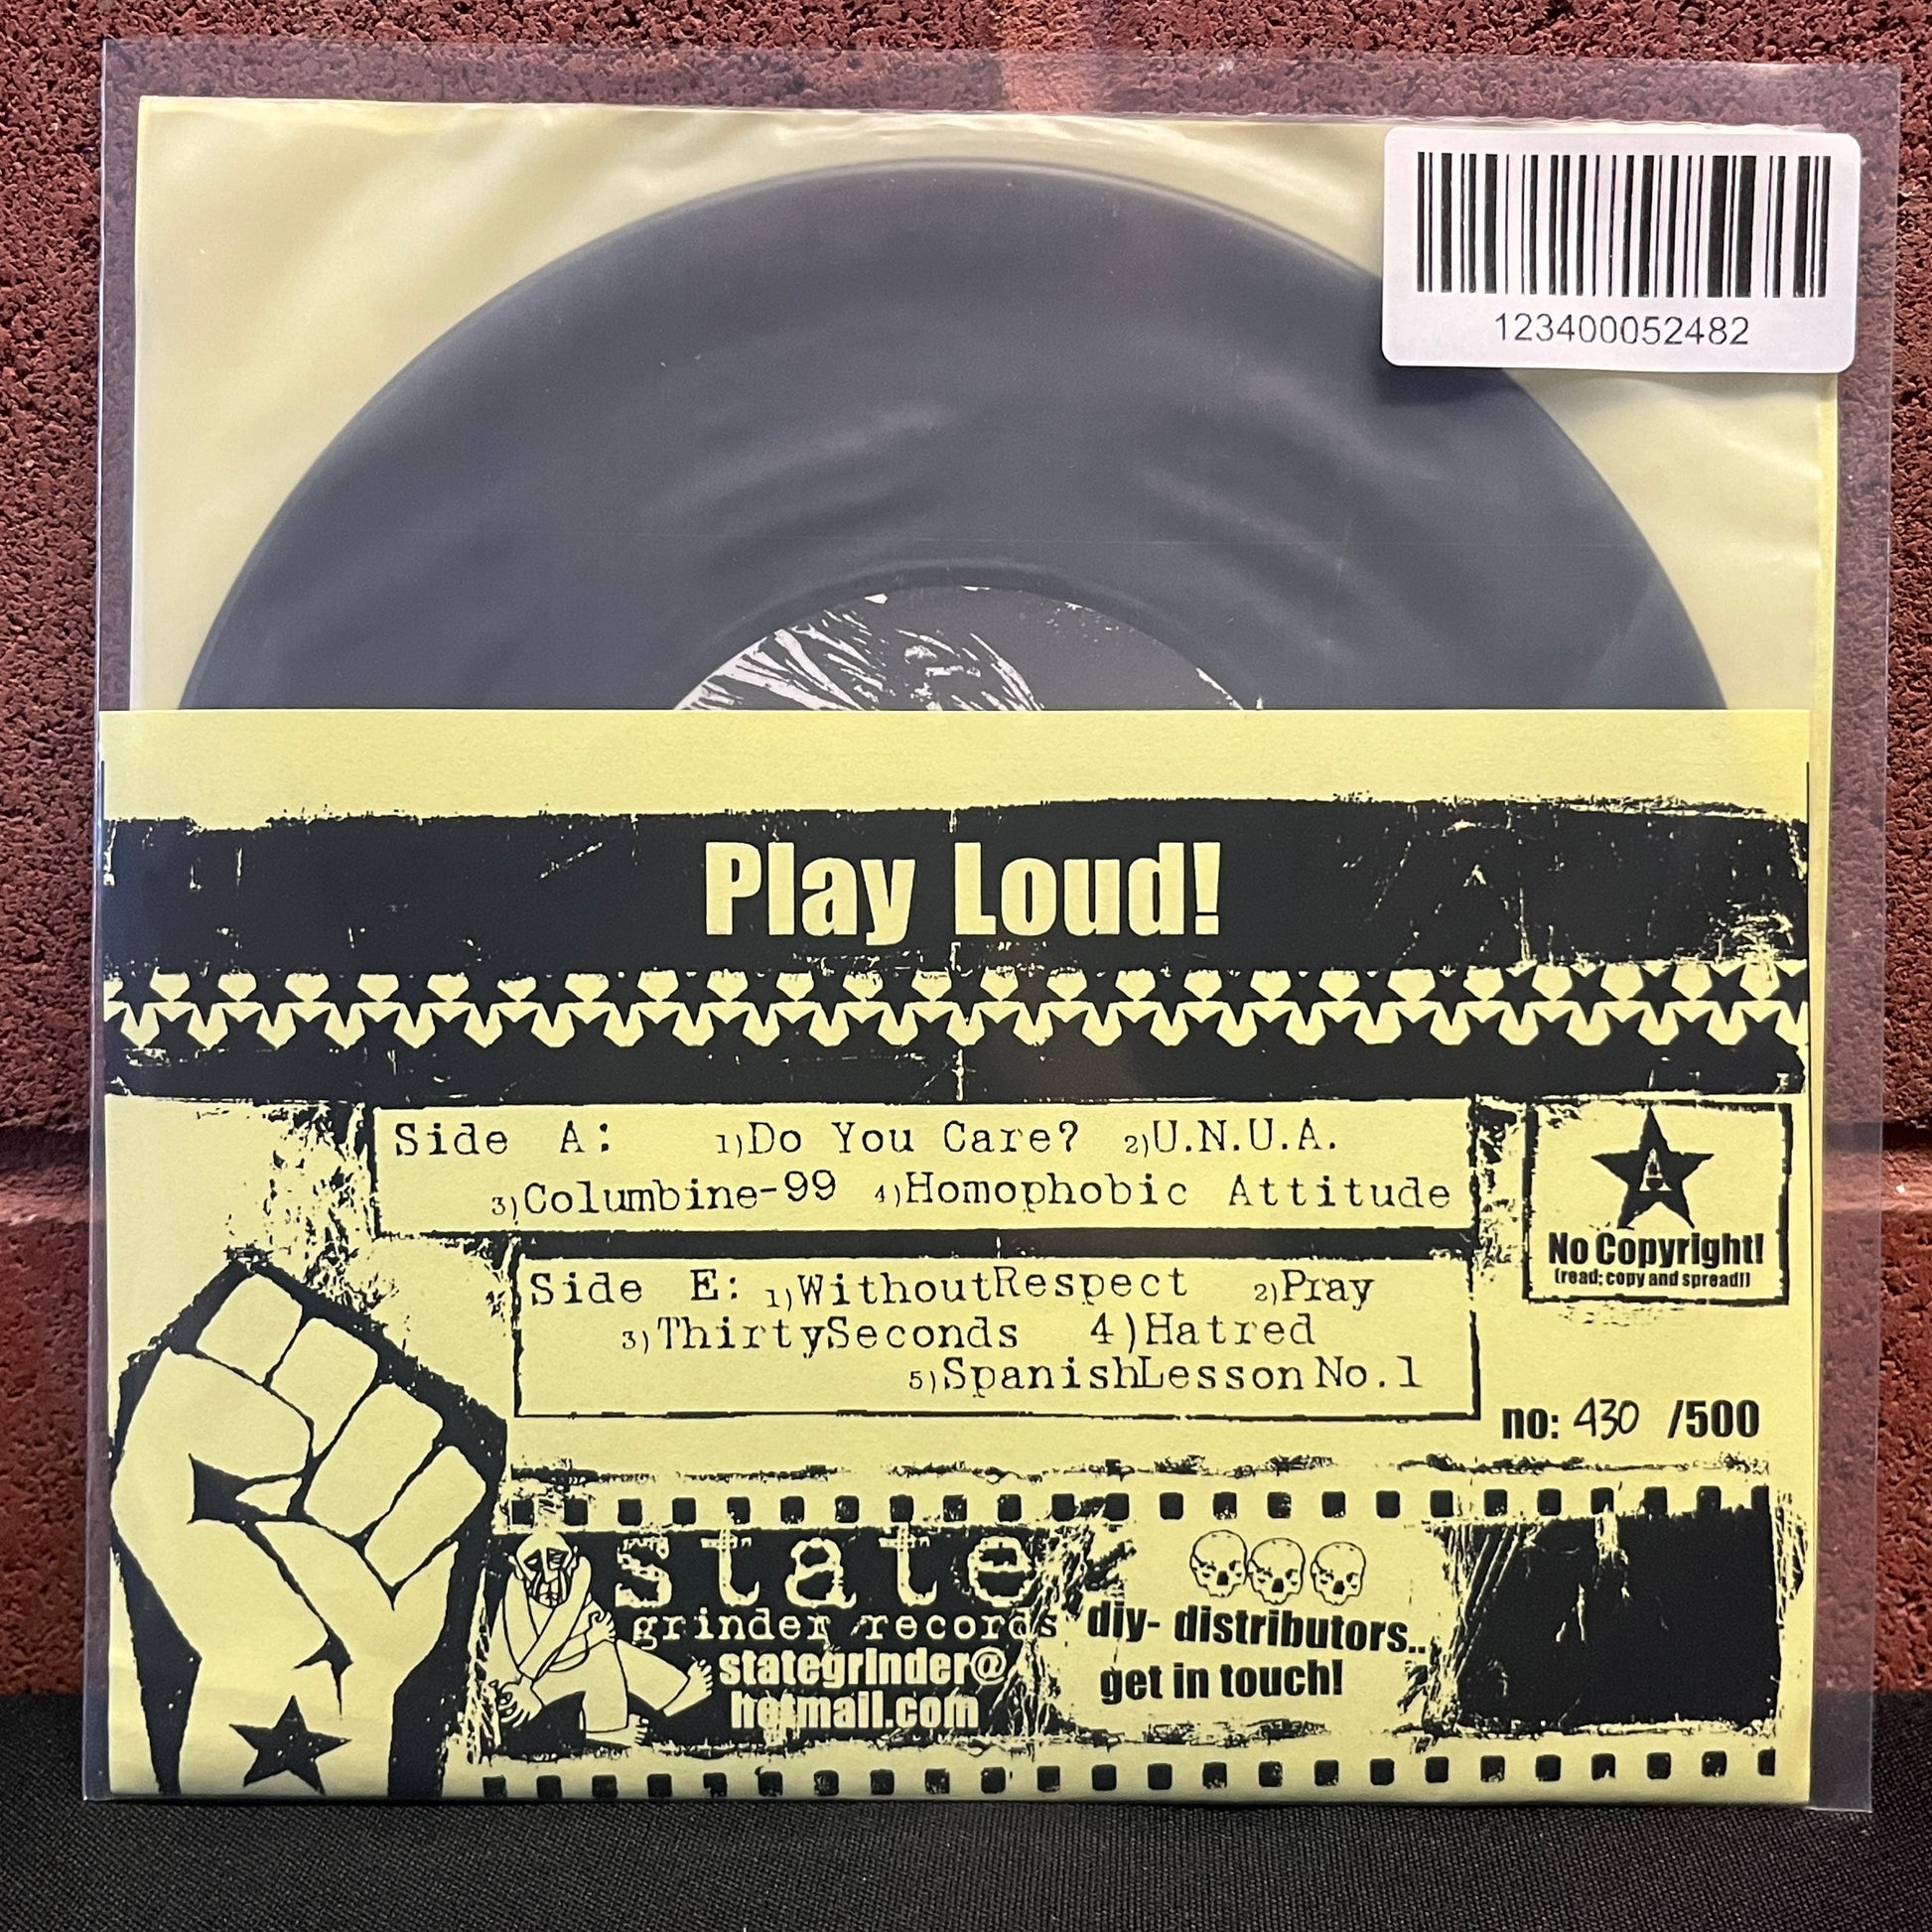 123400052482
Play Loud!
Side A: 1)Do You Care? 2)U.N.U.A.
3)Columbine-99 4)Homophobic Attitude
A
No Copyright!
(read; copy and spread!)
Side E: 1)WithoutRespect 2)Pray
3)ThirtySeconds 4)Hatred
5)SpanishLesson No.1
no: 430 /500
state
grinder records
stategrinder@
hotmail.com
diy- distributors..
get in touch!